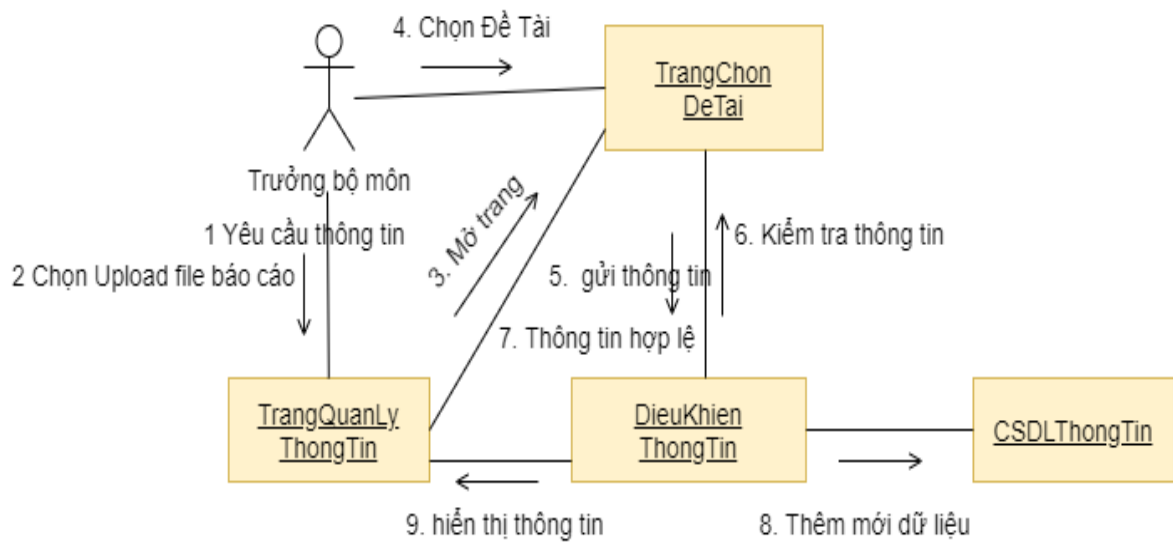 4. Chọn Đề Tài
TrangChon
DeTai
Trưởng bộ môn
3. Mở trang
1 Yêu cầu thông tin
6. Kiểm tra thông tin
2 Chọn Upload file báo cáo
5. gửi thông tin
7. Thông tin hợp lệ
TrangQuanLy
ThongTin
DieuKhien
ThongTin
CSDLThongTin
9. hiển thị thông tin
8. Thêm mới dữ liệu